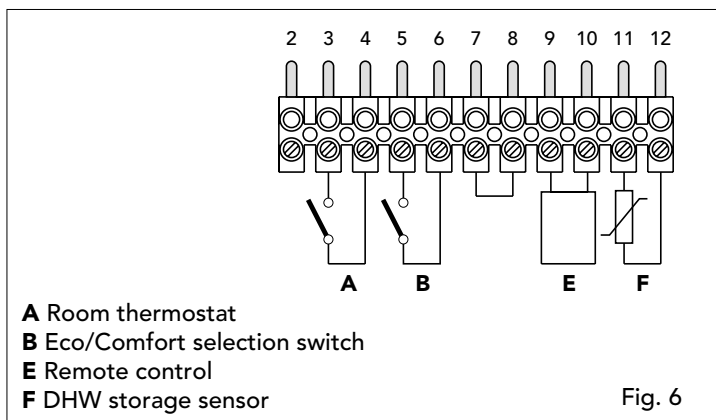 2 3 4 5 6 7 8 9 10 11 12
A B E F
A Room thermostat
B Eco/Comfort selection switch
E Remote control
F DHW storage sensor
Fig. 6